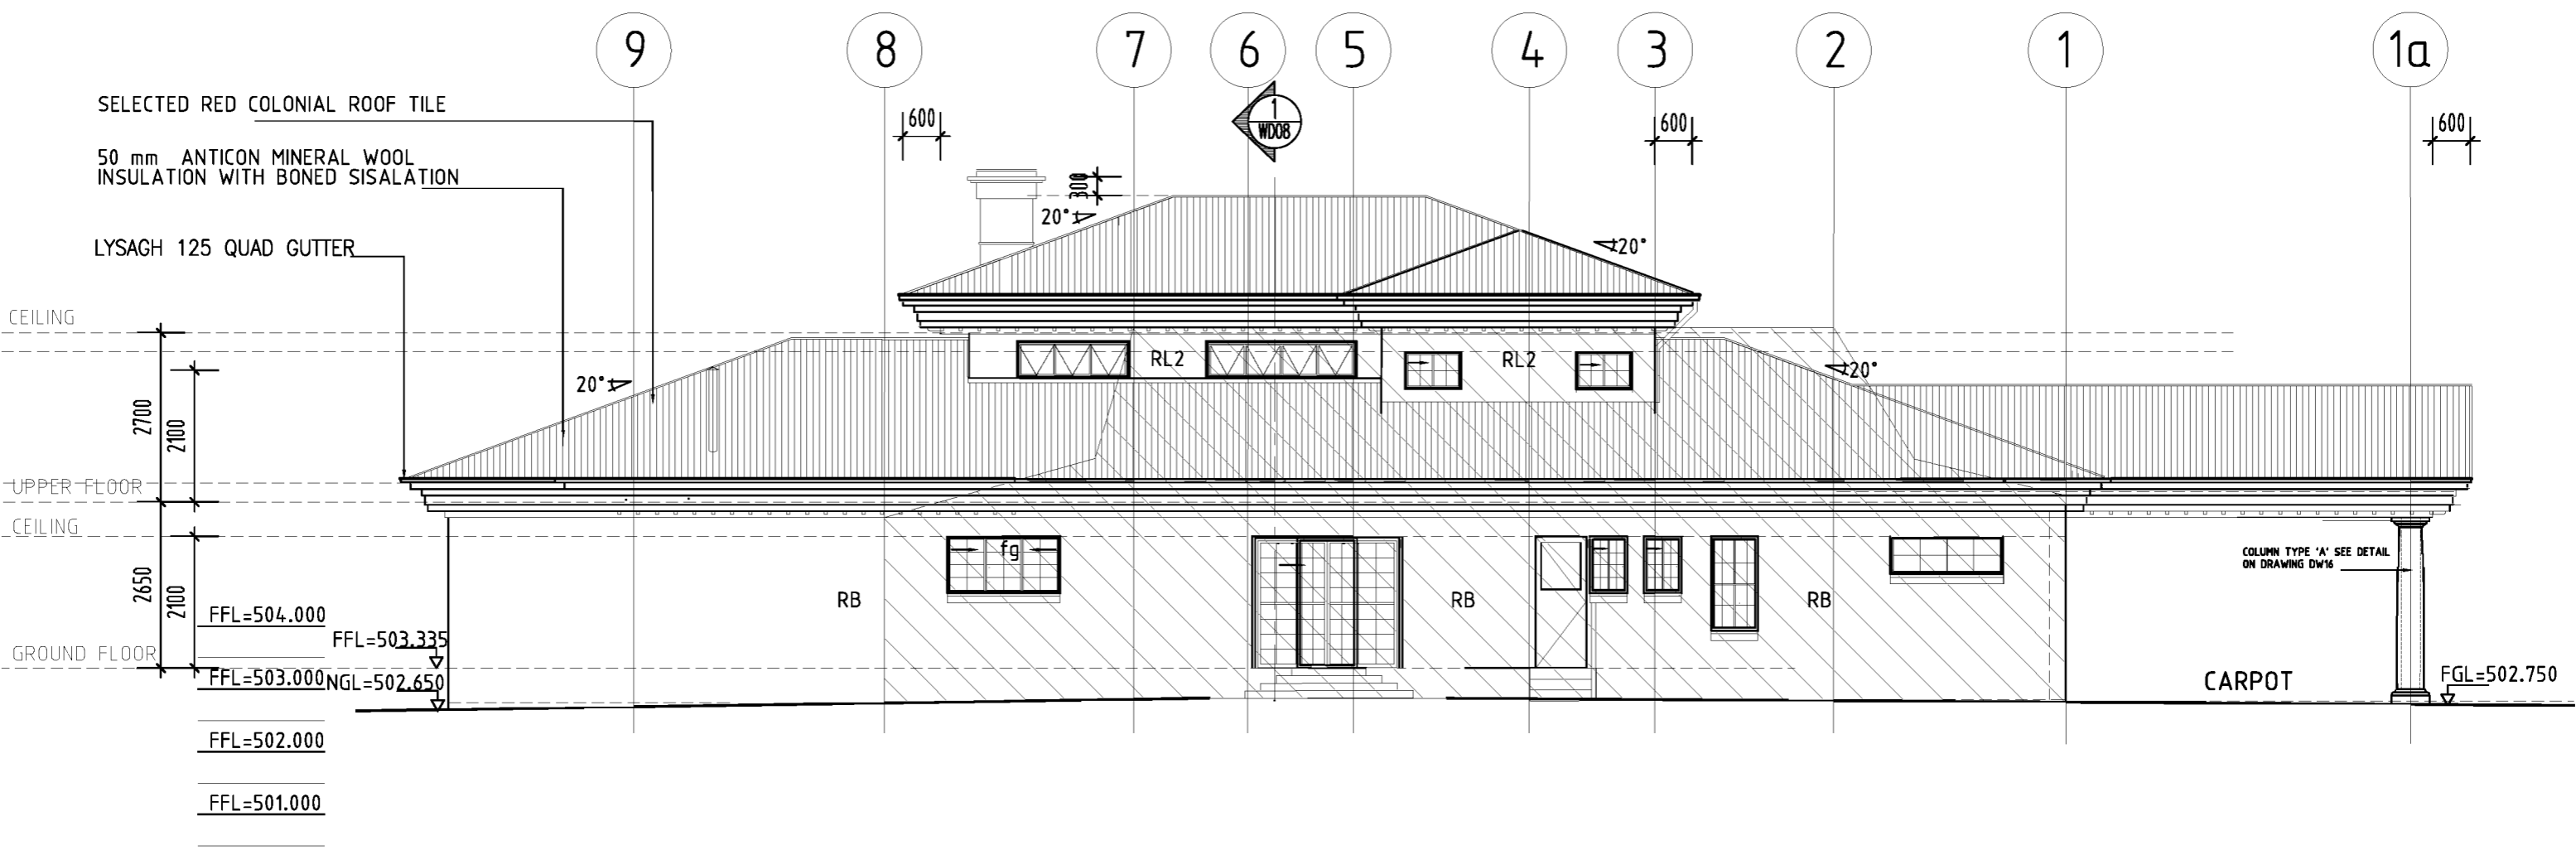 9
8
7
6
5
4
3
2
1
1a
SELECTED RED COLONIAL ROOF TILE
50 mm ANTICON MINERAL WOOL
INSULATION WITH BONED SISALATION
LYSAGH 125 QUAD GUTTER
600
1
WD08
600
600
300
20°
20°
20°
20°
CEILING
2700
2100
UPPER FLOOR
CEILING
2650
2100
GROUND FLOOR
RL2
RL2
fg
RB
RB
RB
COLUMN TYPE 'A' SEE DETAIL
ON DRAWING DW16
CARPOT
FGL=502.750
FFL=504.000
FFL=503.335
FFL=503.000
NGL=502.650
FFL=502.000
FFL=501.000